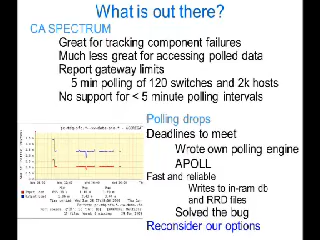 What is out there?
CA SPECTRUM
Great for tracking component failures
Much less great for accessing polled data
Report gateway limits
5 min polling of 120 switches and 2k hosts
No support for < 5 minute polling intervals
Polling drops
Deadlines to meet
Wrote own polling engine
APOLL
Fast and reliable
Writes to in-ram db
and RRD files
Solved the bug
Reconsider our options